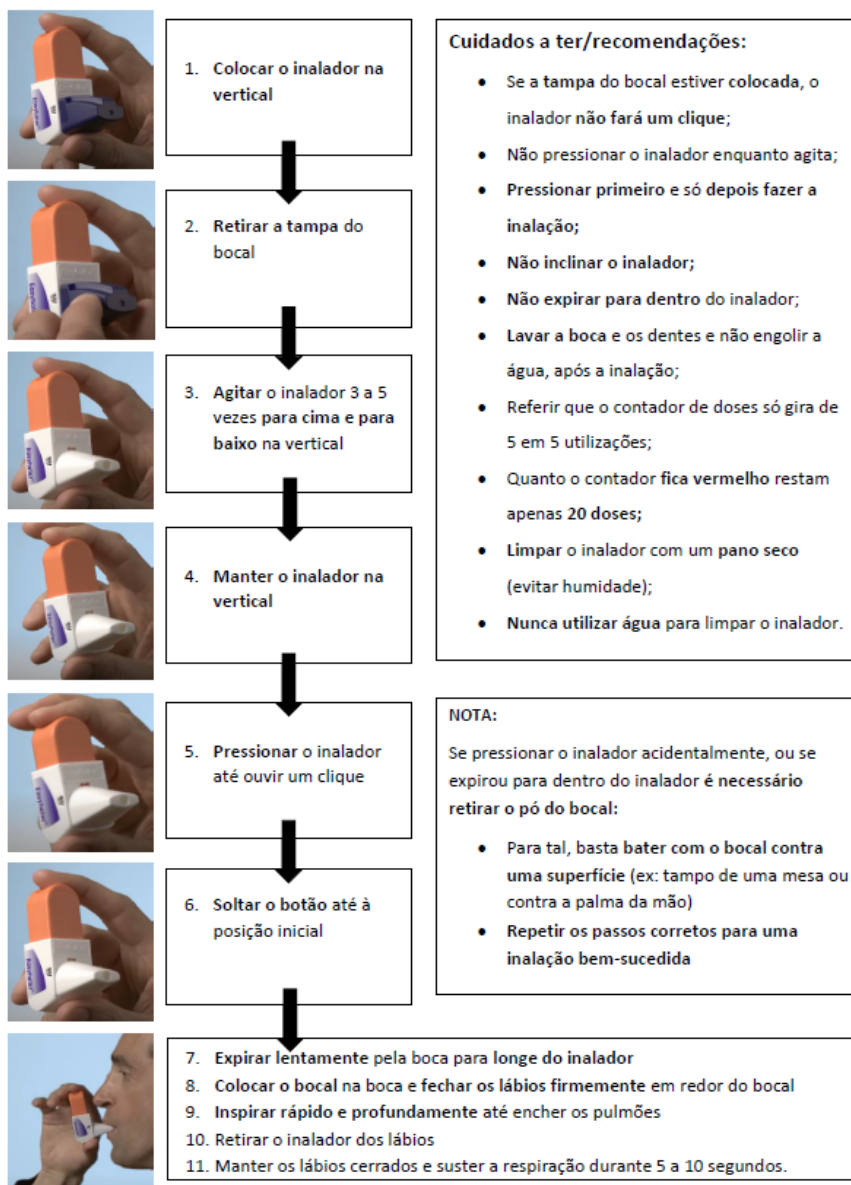 1. Colocar o inalador na
vertical
2. Retirar a tampa do
bocal
3. Agitar o inalador 3 a 5
vezes para cima e para
baixo na vertical
4. Manter o inalador na
vertical
5. Pressionar o inalador
até ouvir um clique
6. Soltar o botão até à
posição inicial
7. Expirar lentamente pela boca para longe do inalador
8. Colocar o bocal na boca e fechar os lábios firmemente em redor do bocal
9. Inspirar rápido e profundamente até encher os pulmões
10. Retirar o inalador dos lábios
11. Manter os lábios cerrados e suster a respiração durante 5 a 10 segundos.
Cuidados a ter/recomendações:
• Se a tampa do bocal estiver colocada, o
inalador não fará um clique;
• Não pressionar o inalador enquanto agita;
• Pressionar primeiro e só depois fazer a
inalação;
• Não inclinar o inalador;
• Não expirar para dentro do inalador;
• Lavar a boca e os dentes e não engolir a
água, após a inalação;
• Referir que o contador de doses só gira de
5 em 5 utilizações;
• Quanto o contador fica vermelho restam
apenas 20 doses;
• Limpar o inalador com um pano seco
(evitar humidade);
• Nunca utilizar água para limpar o inalador.
NOTA:
Se pressionar o inalador acidentalmente, ou se
expirou para dentro do inalador é necessário
retirar o pó do bocal:
• Para tal, basta bater com o bocal contra
uma superfície (ex: tampo de uma mesa ou
contra a palma da mão)
• Repetir os passos corretos para uma
inalação bem-sucedida